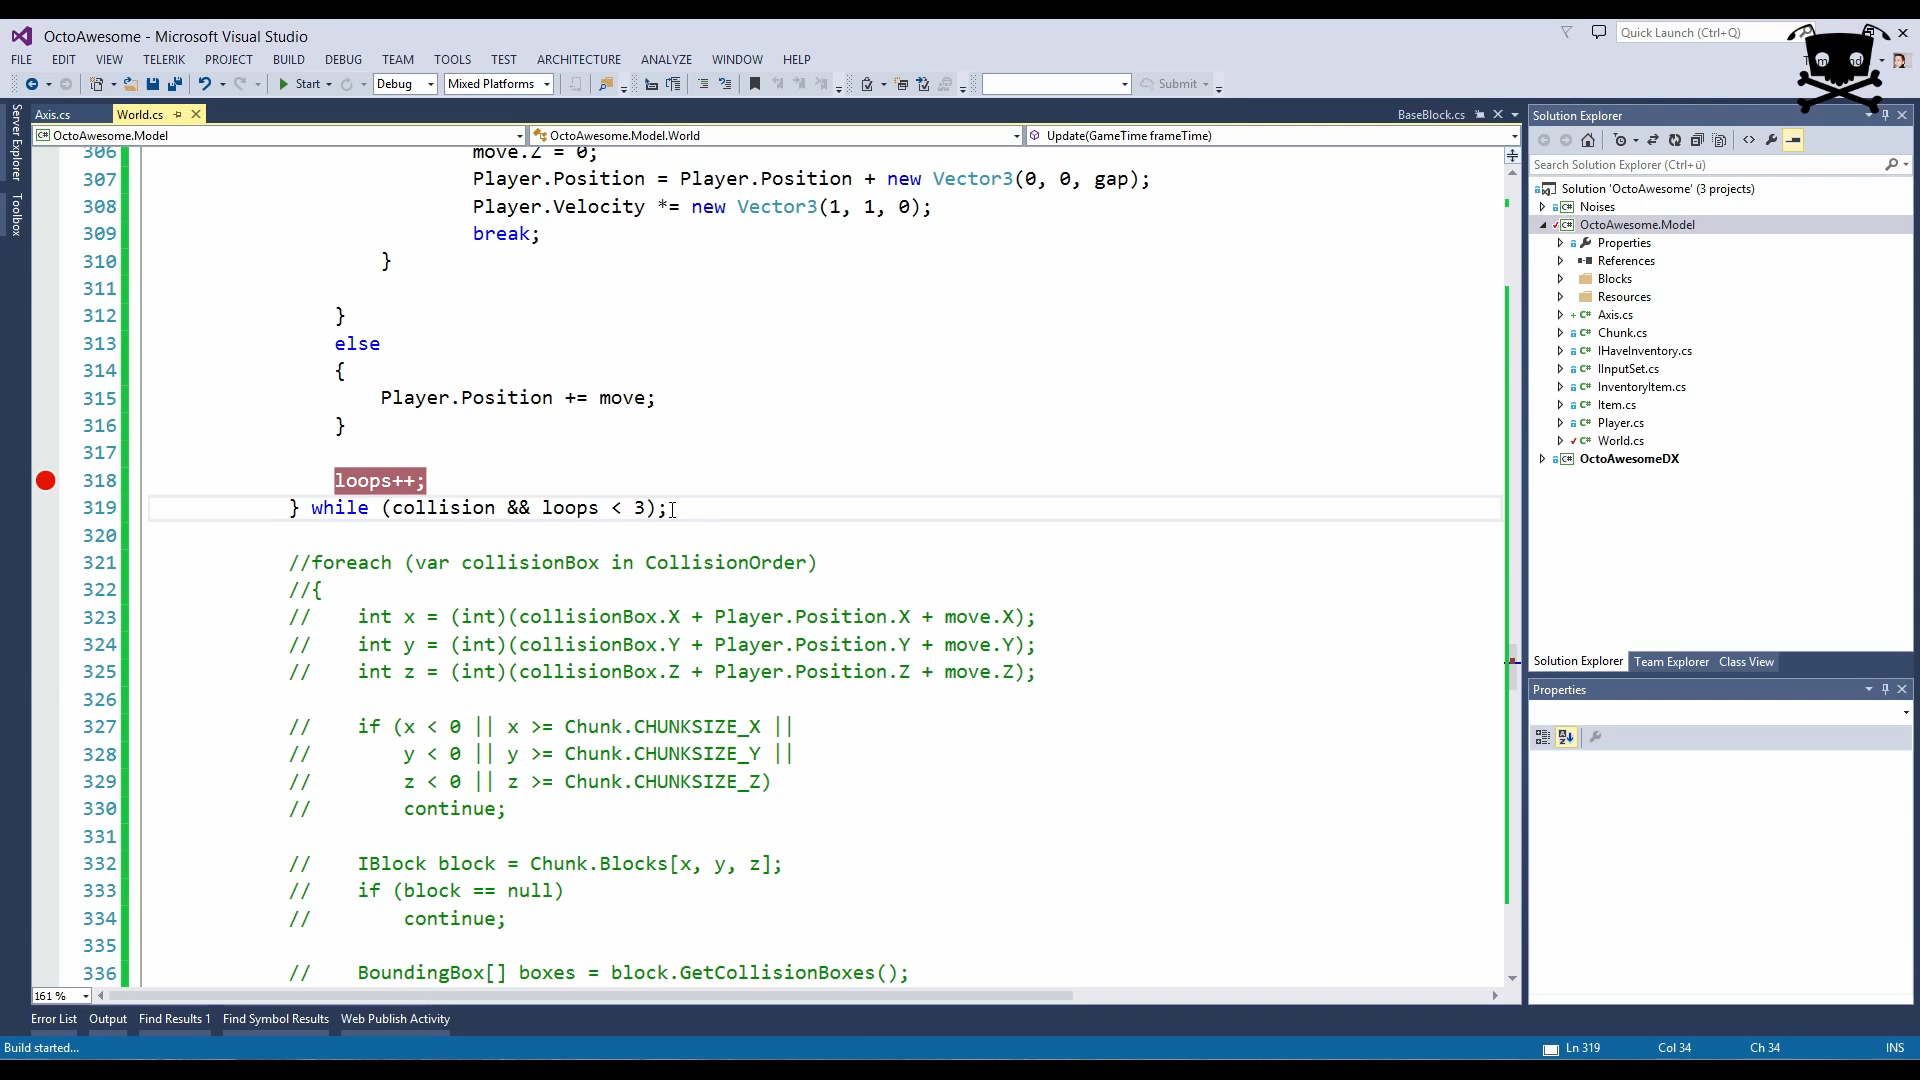 OctoAwesome - Microsoft Visual Studio
Quick Launch (Ctrl+Q)
FILE EDIT VIEW TELERIK PROJECT BUILD DEBUG TEAM TOOLS TEST ARCHITECTURE ANALYZE WINDOW HELP
Start Debug Mixed Platforms Submit
Axis.cs World.cs BaseBlock.cs
OctoAwesome.Model OctoAwesome.Model.World Update(GameTime frameTime)
Server Explorer
Toolbox
306 move.Z = 0;
307 Player.Position = Player.Position + new Vector3(0, 0, gap);
308 Player.Velocity *= new Vector3(1, 1, 0);
309 break;
310 }
311
312 }
313 else
314 {
315 Player.Position += move;
316 }
317
318 loops++;
319 } while (collision && loops < 3);
320
321 //foreach (var collisionBox in CollisionOrder)
322 //{
323 // int x = (int)(collisionBox.X + Player.Position.X + move.X);
324 // int y = (int)(collisionBox.Y + Player.Position.Y + move.Y);
325 // int z = (int)(collisionBox.Z + Player.Position.Z + move.Z);
326
327 // if (x < 0 || x >= Chunk.CHUNKSIZE_X ||
328 // y < 0 || y >= Chunk.CHUNKSIZE_Y ||
329 // z < 0 || z >= Chunk.CHUNKSIZE_Z)
330 // continue;
331
332 // IBlock block = Chunk.Blocks[x, y, z];
333 // if (block == null)
334 // continue;
335
336 // BoundingBox[] boxes = block.GetCollisionBoxes();
161 %
Solution Explorer
Search Solution Explorer (Ctrl+ü)
Solution 'OctoAwesome' (3 projects)
Noises
OctoAwesome.Model
Properties
References
Blocks
Resources
Axis.cs
Chunk.cs
IHaveInventory.cs
IInputSet.cs
InventoryItem.cs
Item.cs
Player.cs
World.cs
OctoAwesomeDX
Solution Explorer Team Explorer Class View
Properties
Error List Output Find Results 1 Find Symbol Results Web Publish Activity
Build started... Ln 319 Col 34 Ch 34 INS